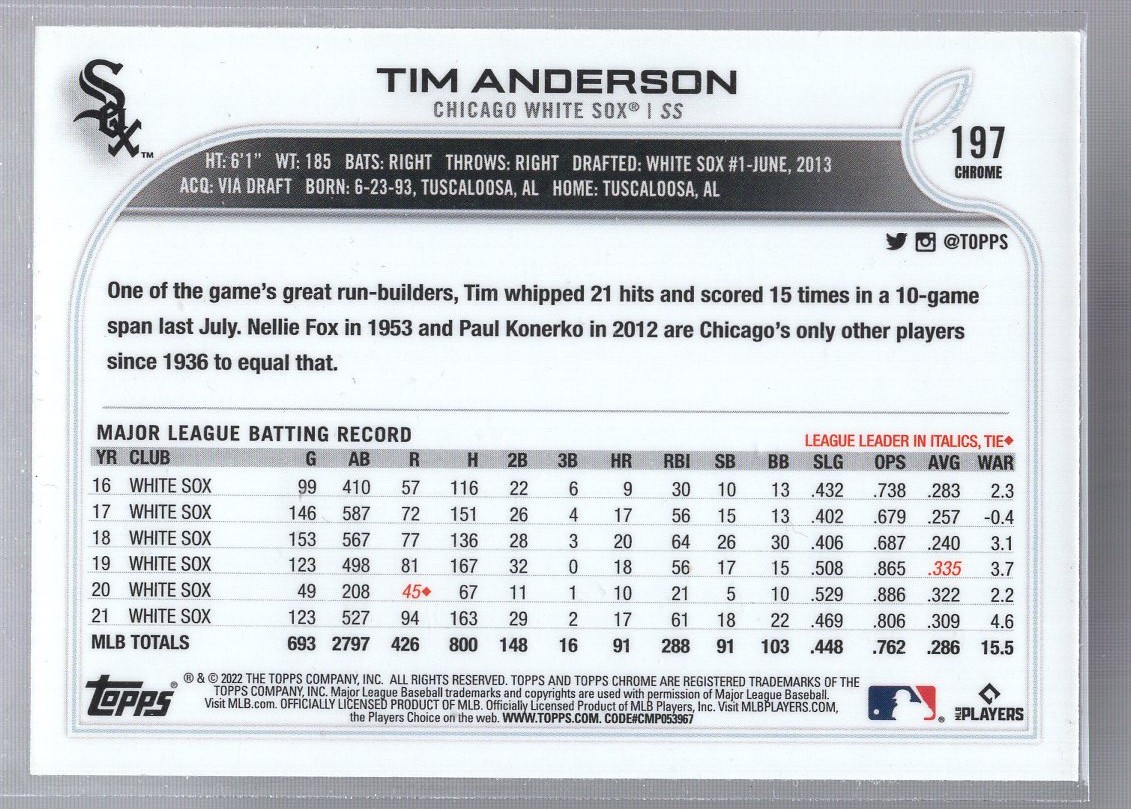 Sox
TM
TIM ANDERSON
CHICAGO WHITE SOX® | SS
197
CHROME
HT: 6'1" WT: 185 BATS: RIGHT THROWS: RIGHT DRAFTED: WHITE SOX #1-JUNE, 2013
ACQ: VIA DRAFT BORN: 6-23-93, TUSCALOOSA, AL HOME: TUSCALOOSA, AL
@TOPPS
One of the game's great run-builders, Tim whipped 21 hits and scored 15 times in a 10-game
span last July. Nellie Fox in 1953 and Paul Konerko in 2012 are Chicago's only other players
since 1936 to equal that.
MAJOR LEAGUE BATTING RECORD
LEAGUE LEADER IN ITALICS, TIE◆
YR CLUB G AB R H 2B 3B HR RBI SB BB SLG OPS AVG WAR
16 WHITE SOX 99 410 57 116 22 6 9 30 10 13 .432 .738 .283 2.3
17 WHITE SOX 146 587 72 151 26 4 17 56 15 13 .402 .679 .257 -0.4
18 WHITE SOX 153 567 77 136 28 3 20 64 26 30 .406 .687 .240 3.1
19 WHITE SOX 123 498 81 167 32 0 18 56 17 15 .508 .865 .335 3.7
20 WHITE SOX 49 208 45◆ 67 11 1 10 21 5 10 .529 .886 .322 2.2
21 WHITE SOX 123 527 94 163 29 2 17 61 18 22 .469 .806 .309 4.6
MLB TOTALS 693 2797 426 800 148 16 91 288 91 103 .448 .762 .286 15.5
topps®
® & © 2022 THE TOPPS COMPANY, INC. ALL RIGHTS RESERVED. TOPPS AND TOPPS CHROME ARE REGISTERED TRADEMARKS OF THE
TOPPS COMPANY, INC. Major League Baseball trademarks and copyrights are used with permission of Major League Baseball.
Visit MLB.com. OFFICIALLY LICENSED PRODUCT OF MLB. Officially Licensed Product of MLB Players, Inc. Visit MLBPLAYERS.COM,
the Players Choice on the web. WWW.TOPPS.COM. CODE#CMP053967
®
MLB PLAYERS